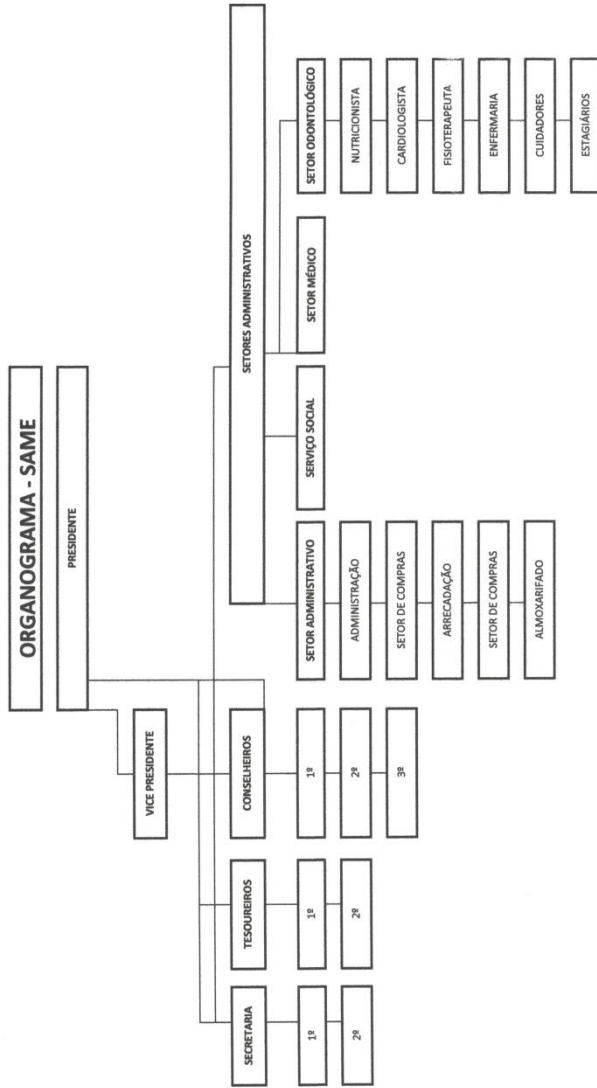 ORGANOGRAMA - SAME
PRESIDENTE
VICE PRESIDENTE
SECRETARIA
1º
2º
TESOUREIROS
1º
2º
CONSELHEIROS
1º
2º
3º
SETORES ADMINISTRATIVOS
SETOR ADMINISTRATIVO
ADMINISTRAÇÃO
SETOR DE COMPRAS
ARRECADAÇÃO
SETOR DE COMPRAS
ALMOXARIFADO
SERVIÇO SOCIAL
SETOR MÉDICO
SETOR ODONTOLÓGICO
NUTRICIONISTA
CARDIOLOGISTA
FISIOTERAPEUTA
ENFERMARIA
CUIDADORES
ESTAGIÁRIOS